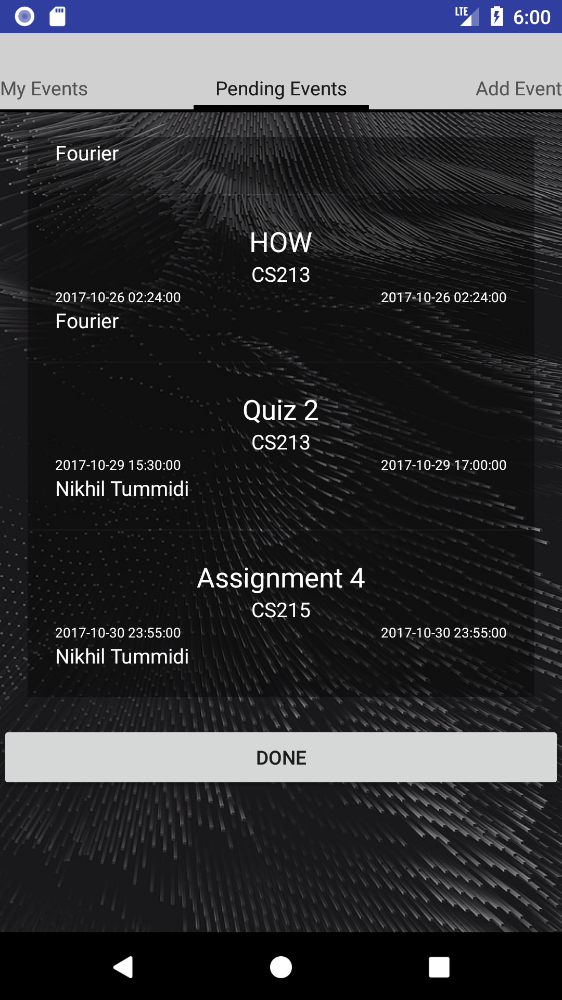 LTE 6:00
My Events Pending Events Add Event
Fourier
HOW
CS213
2017-10-26 02:24:00 2017-10-26 02:24:00
Fourier
Quiz 2
CS213
2017-10-29 15:30:00 2017-10-29 17:00:00
Nikhil Tummidi
Assignment 4
CS215
2017-10-30 23:55:00 2017-10-30 23:55:00
Nikhil Tummidi
DONE